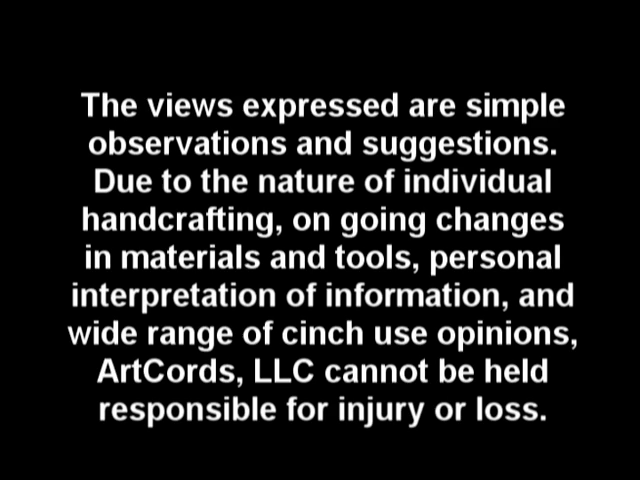 The views expressed are simple
observations and suggestions.
Due to the nature of individual
handcrafting, on going changes
in materials and tools, personal
interpretation of information, and
wide range of cinch use opinions,
ArtCords, LLC cannot be held
responsible for injury or loss.